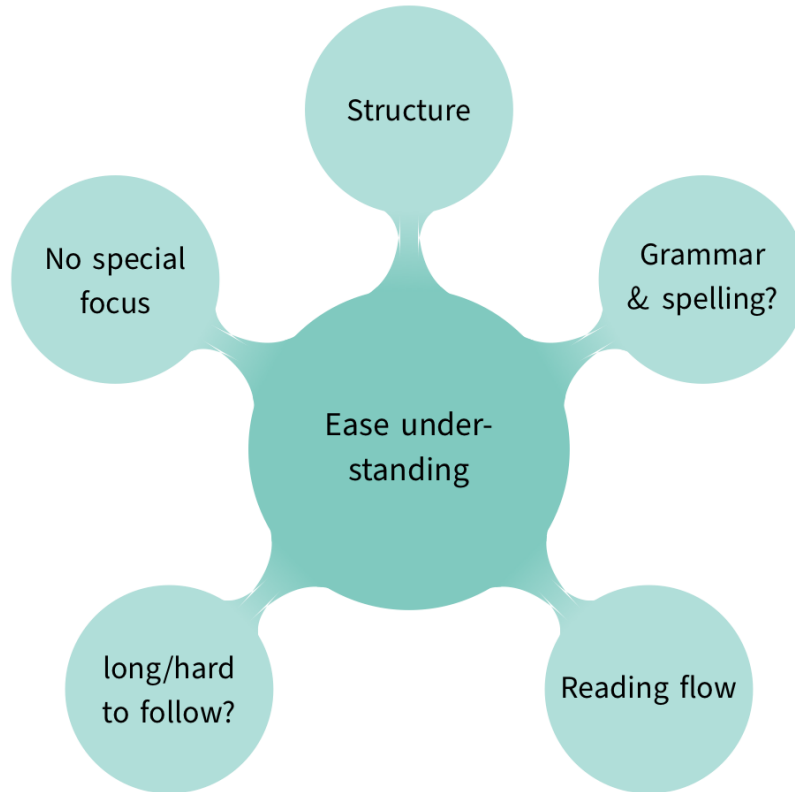 Structure
No special
focus
Grammar
& spelling?
Ease under-
standing
long/hard
to follow?
Reading flow